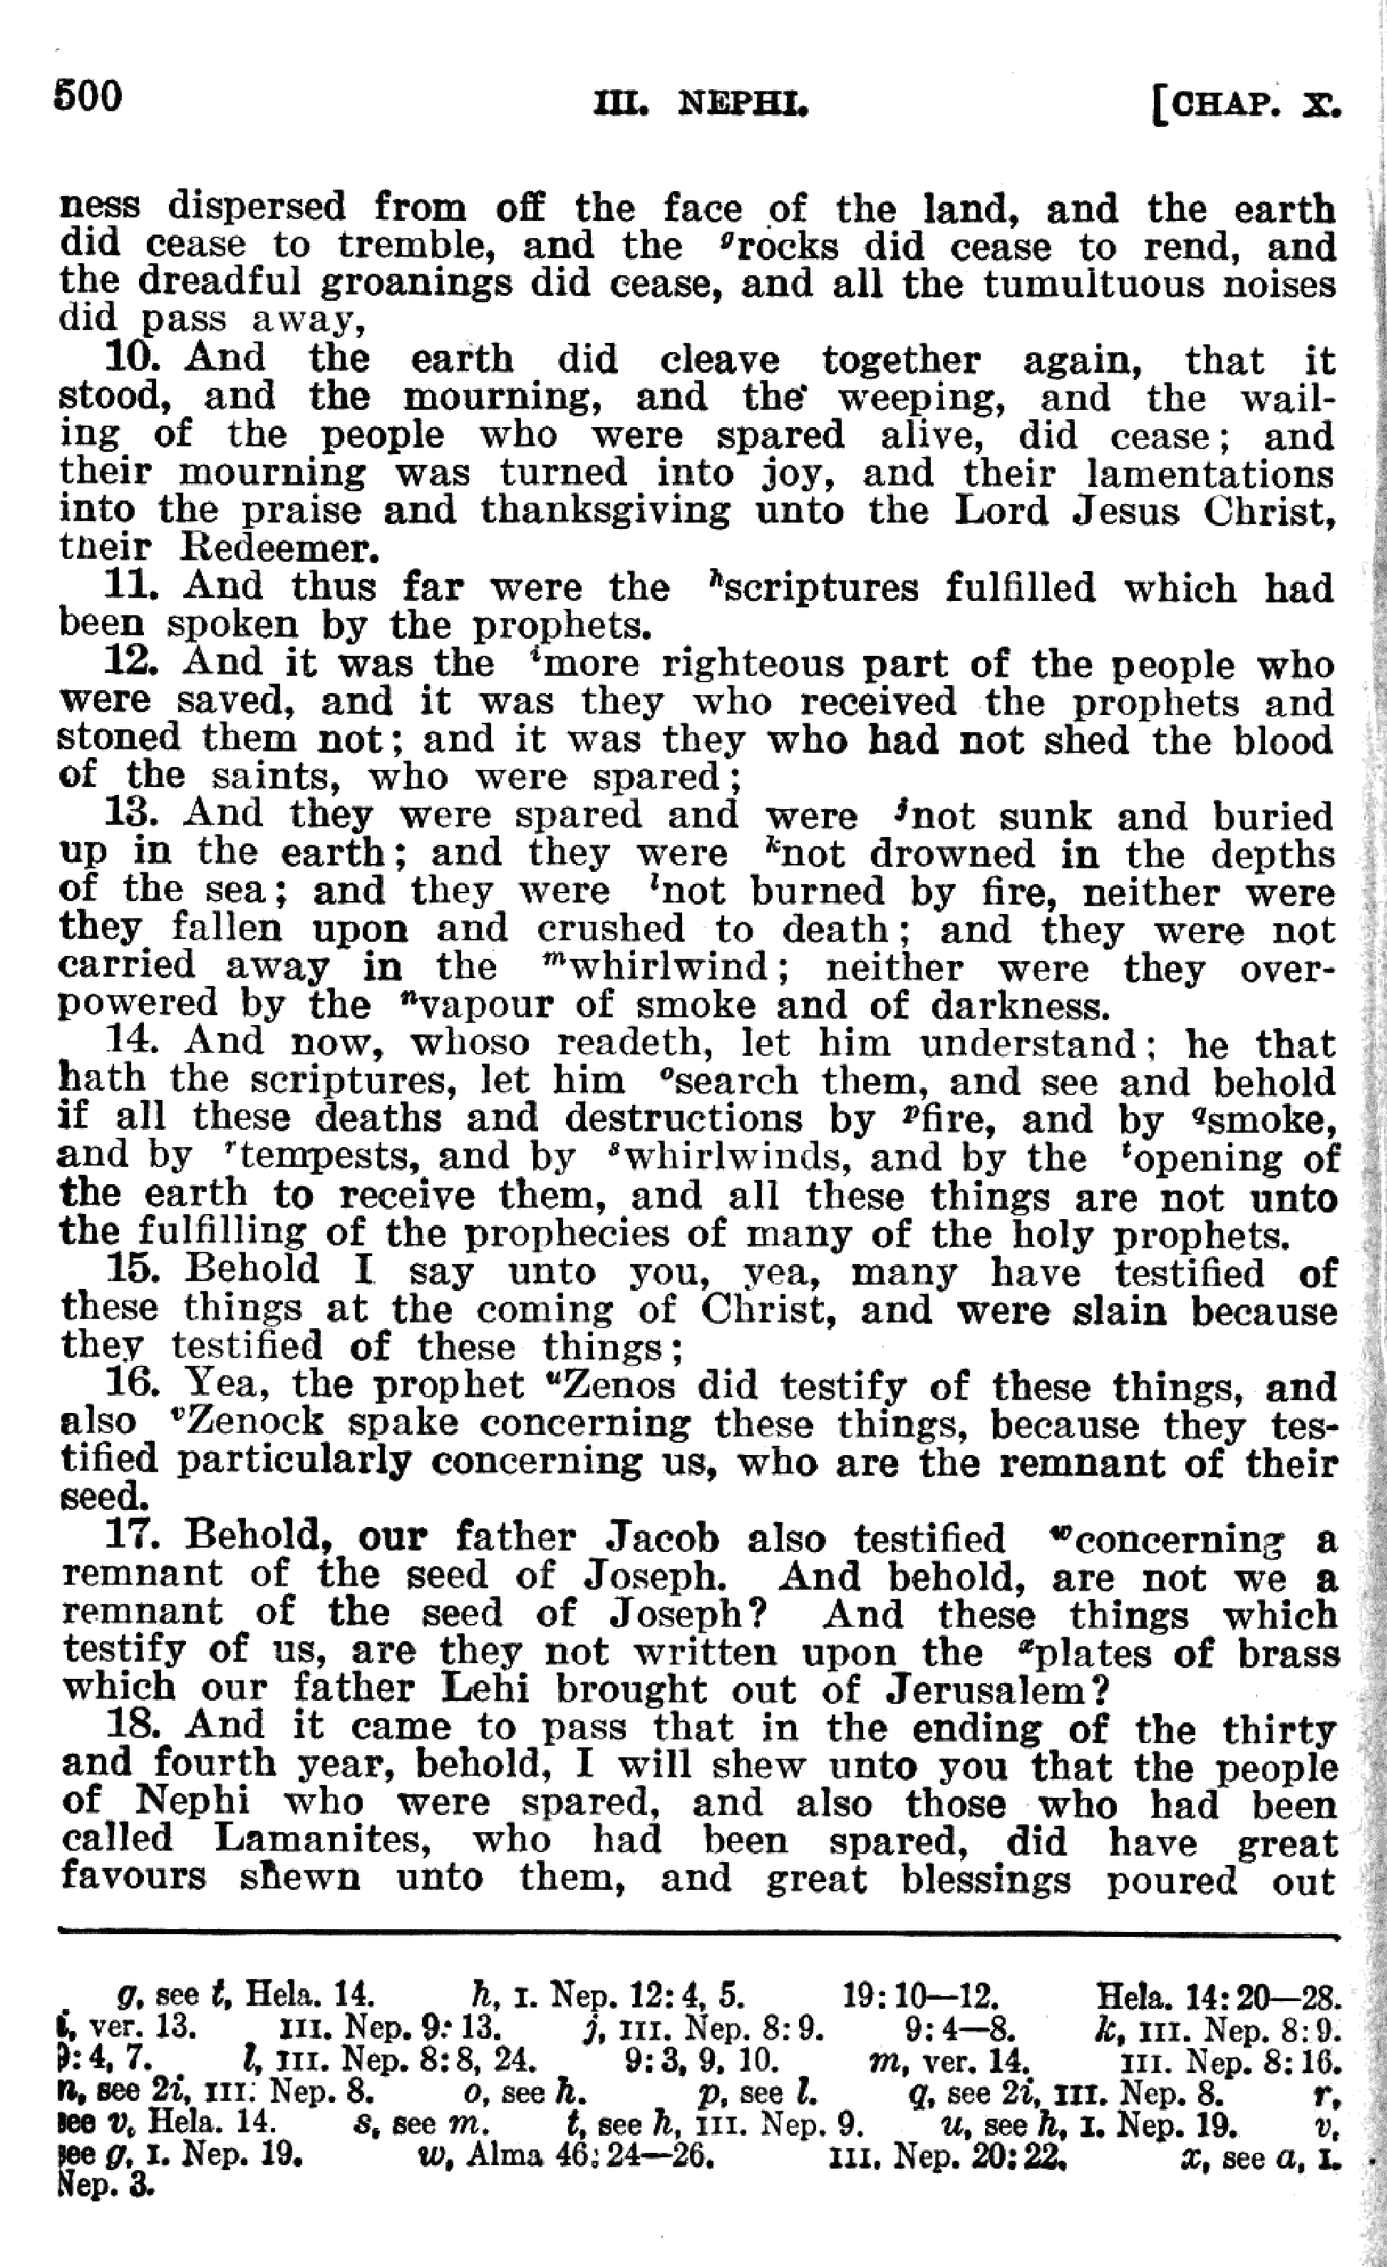 500 III. NEPHI. [CHAP. X.
ness dispersed from off the face of the land, and the earth
did cease to tremble, and the ᵍrocks did cease to rend, and
the dreadful groanings did cease, and all the tumultuous noises
did pass away,
10. And the earth did cleave together again, that it
stood, and the mourning, and the weeping, and the wail-
ing of the people who were spared alive, did cease; and
their mourning was turned into joy, and their lamentations
into the praise and thanksgiving unto the Lord Jesus Christ,
their Redeemer.
11. And thus far were the ʰscriptures fulfilled which had
been spoken by the prophets.
12. And it was the ⁱmore righteous part of the people who
were saved, and it was they who received the prophets and
stoned them not; and it was they who had not shed the blood
of the saints, who were spared;
13. And they were spared and were ʲnot sunk and buried
up in the earth; and they were ᵏnot drowned in the depths
of the sea; and they were ˡnot burned by fire, neither were
they fallen upon and crushed to death; and they were not
carried away in the ᵐwhirlwind; neither were they over-
powered by the ⁿvapour of smoke and of darkness.
14. And now, whoso readeth, let him understand; he that
hath the scriptures, let him ᵒsearch them, and see and behold
if all these deaths and destructions by ᵖfire, and by qsmoke,
and by ʳtempests, and by ˢwhirlwinds, and by the ᵗopening of
the earth to receive them, and all these things are not unto
the fulfilling of the prophecies of many of the holy prophets.
15. Behold I say unto you, yea, many have testified of
these things at the coming of Christ, and were slain because
they testified of these things;
16. Yea, the prophet ᵘZenos did testify of these things, and
also ᵛZenock spake concerning these things, because they tes-
tified particularly concerning us, who are the remnant of their
seed.
17. Behold, our father Jacob also testified ʷconcerning a
remnant of the seed of Joseph. And behold, are not we a
remnant of the seed of Joseph? And these things which
testify of us, are they not written upon the ˣplates of brass
which our father Lehi brought out of Jerusalem?
18. And it came to pass that in the ending of the thirty
and fourth year, behold, I will shew unto you that the people
of Nephi who were spared, and also those who had been
called Lamanites, who had been spared, did have great
favours shewn unto them, and great blessings poured out
g, see t, Hela. 14. h, I. Nep. 12:4, 5. 19:10—12. Hela. 14:20—28.
i, ver. 13. III. Nep. 9:13. j, III. Nep. 8:9. 9:4—8. k, III. Nep. 8:9.
9:4, 7. l, III. Nep. 8:8, 24. 9:3, 9, 10. m, ver. 14. III. Nep. 8:16.
n, see 2i, III. Nep. 8. o, see h. p, see l. q, see 2i, III. Nep. 8. r,
see v, Hela. 14. s, see m. t, see h, III. Nep. 9. u, see h, I. Nep. 19. v,
see g, I. Nep. 19. w, Alma 46:24—26. III. Nep. 20:22. x, see a, I.
Nep. 3.